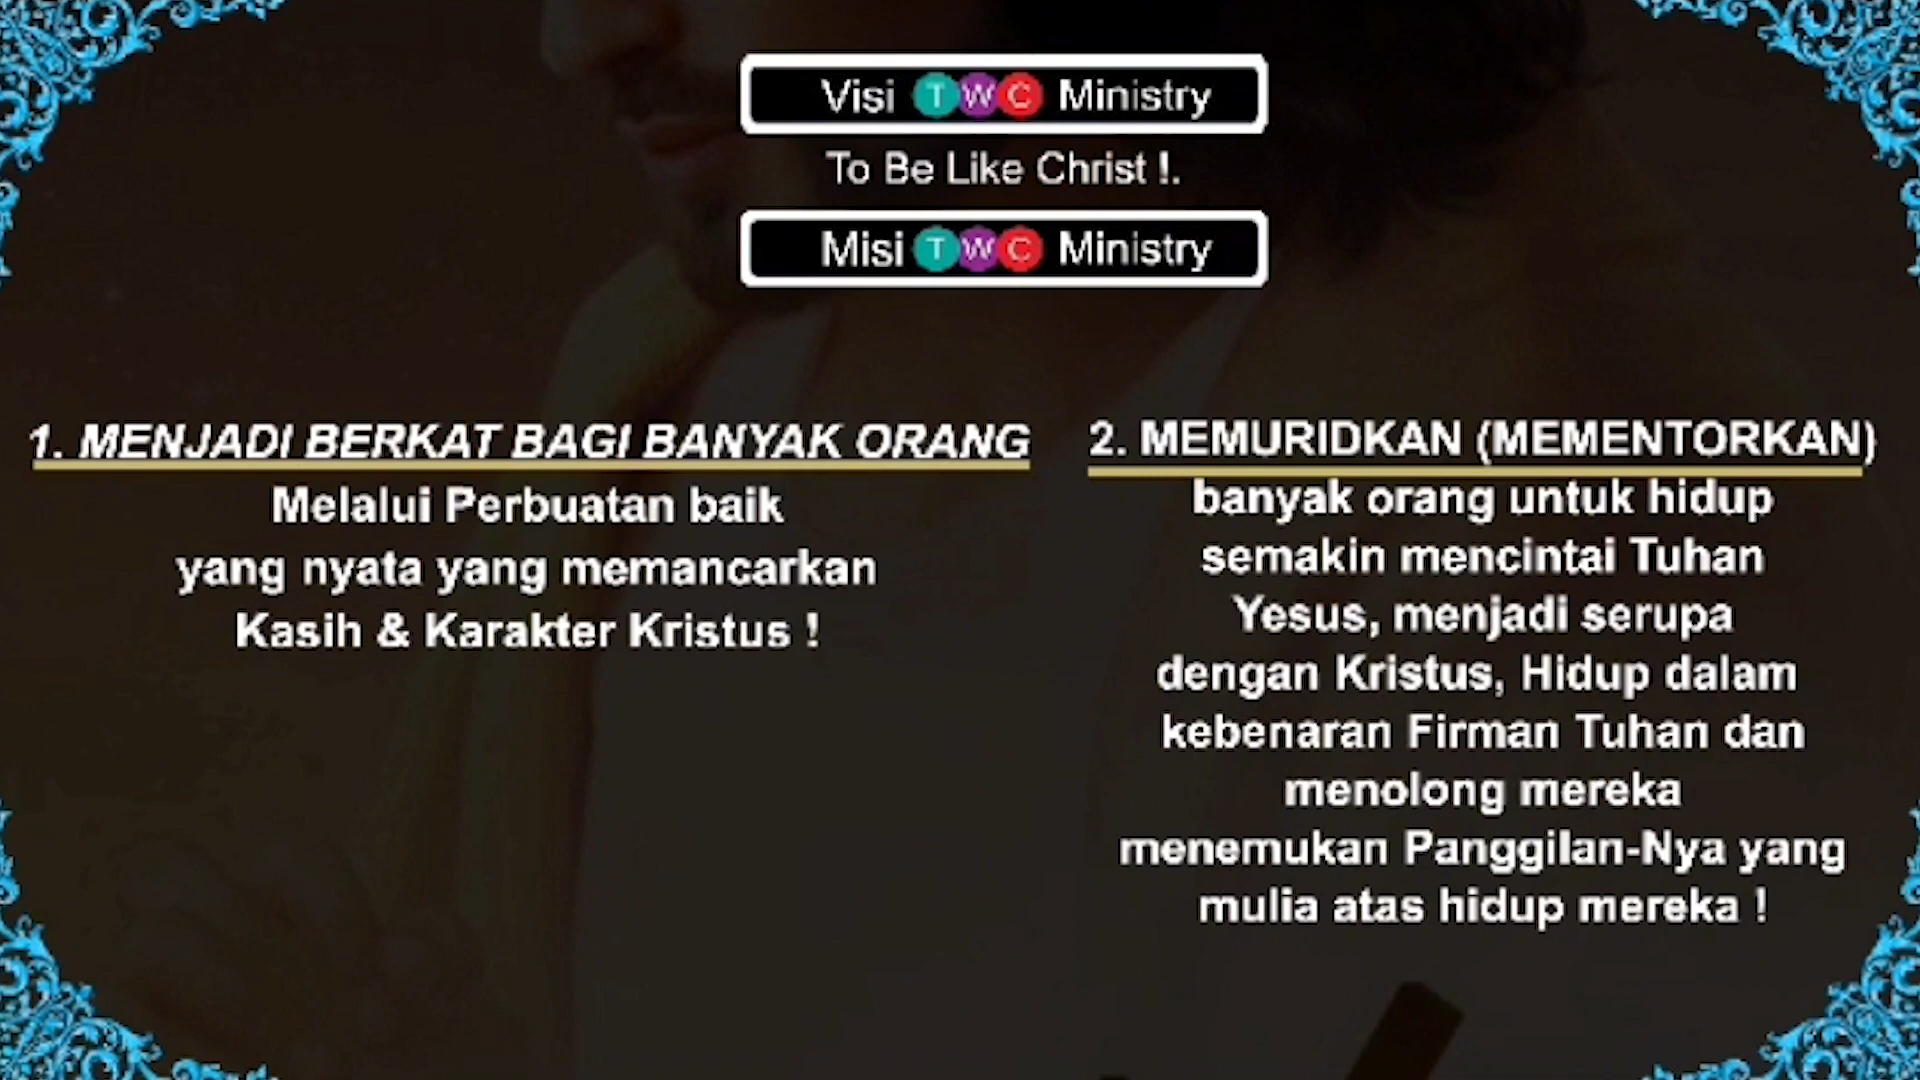 Visi TWC Ministry
To Be Like Christ !.
Misi TWC Ministry
1. MENJADI BERKAT BAGI BANYAK ORANG
Melalui Perbuatan baik
yang nyata yang memancarkan
Kasih & Karakter Kristus !
2. MEMURIDKAN (MEMENTORKAN)
banyak orang untuk hidup
semakin mencintai Tuhan
Yesus, menjadi serupa
dengan Kristus, Hidup dalam
kebenaran Firman Tuhan dan
menolong mereka
menemukan Panggilan-Nya yang
mulia atas hidup mereka !